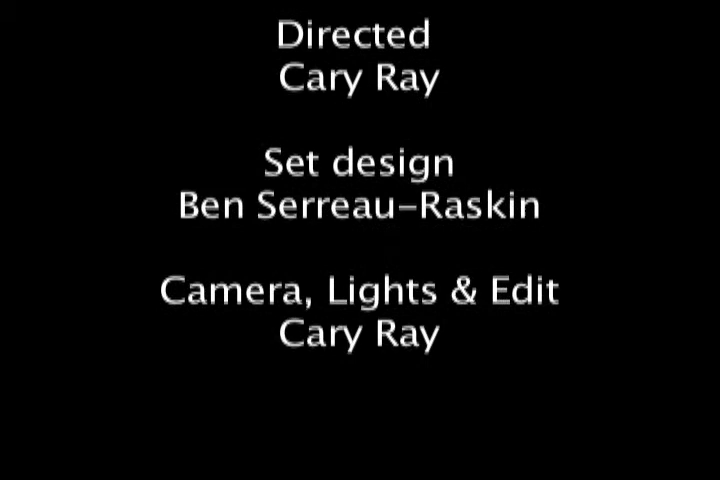 Directed
Cary Ray
Set design
Ben Serreau-Raskin
Camera, Lights & Edit
Cary Ray